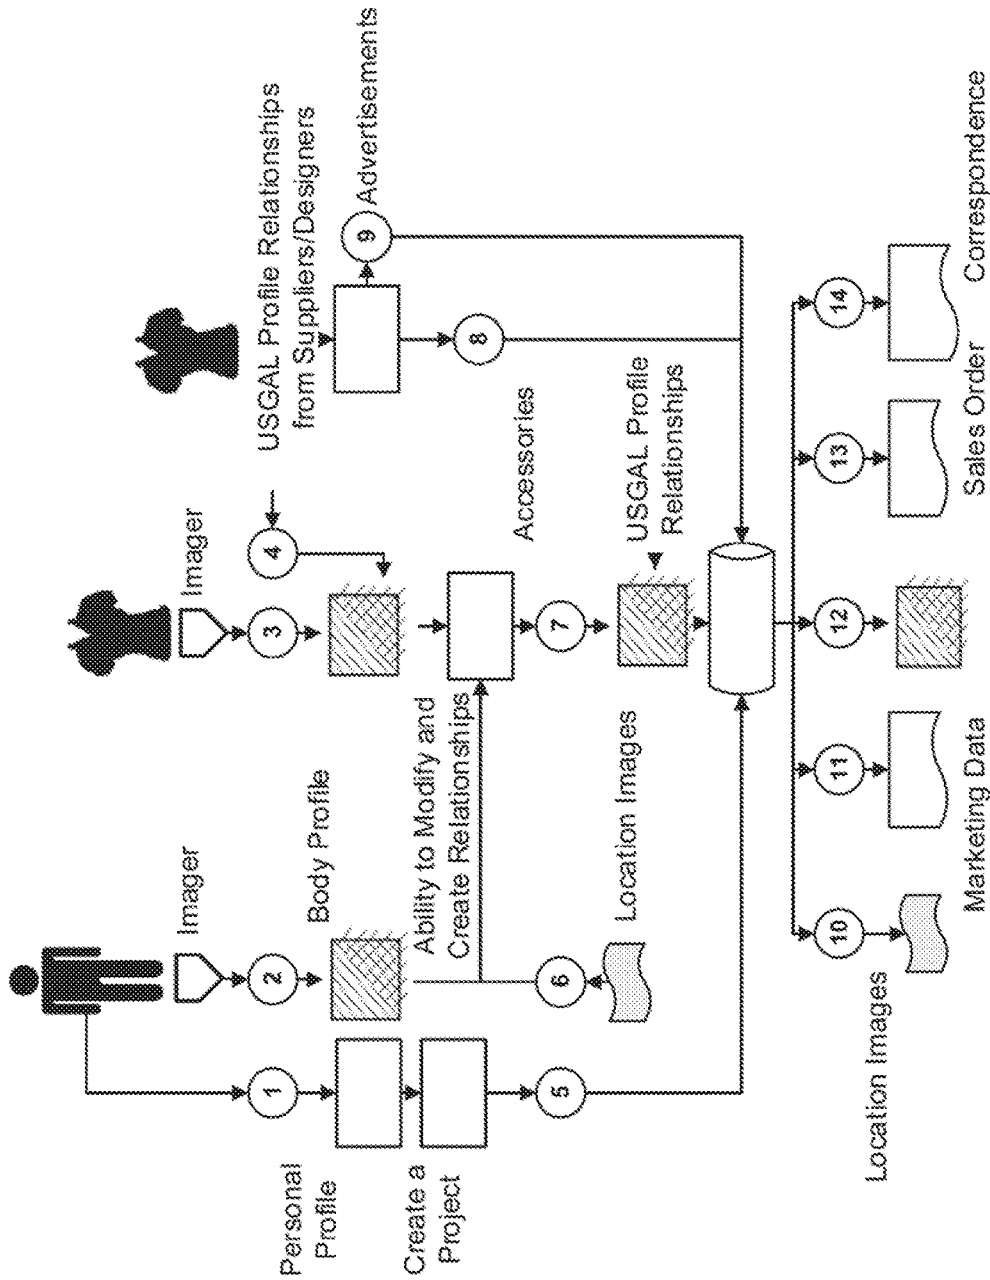 Imager
Imager
USGAL Profile Relationships
from Suppliers/Designers
1
2
3
4
9
Advertisements
Personal
Profile
Body Profile
8
Create a
Project
Ability to Modify and
Create Relationships
Accessories
5
6
7
Location Images
USGAL Profile
Relationships
10
11
12
13
14
Location Images
Marketing Data
Sales Order
Correspondence